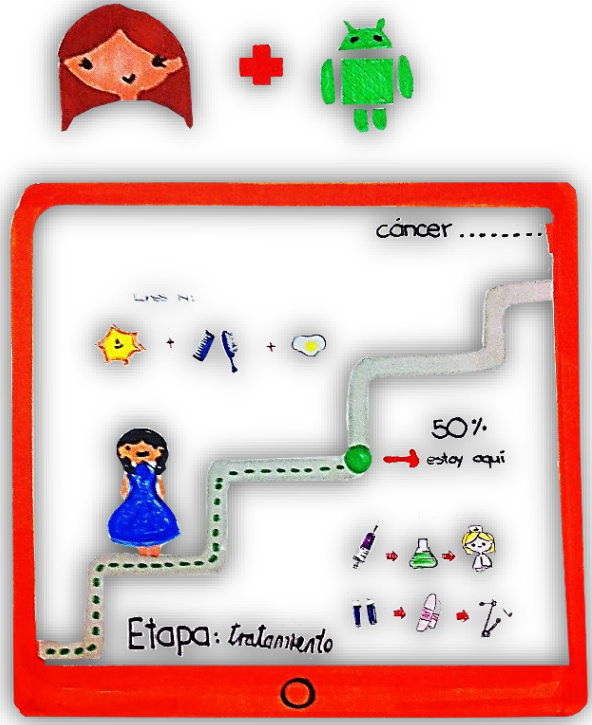 cáncer ........
50%
estoy aquí
Etapa: tratamiento